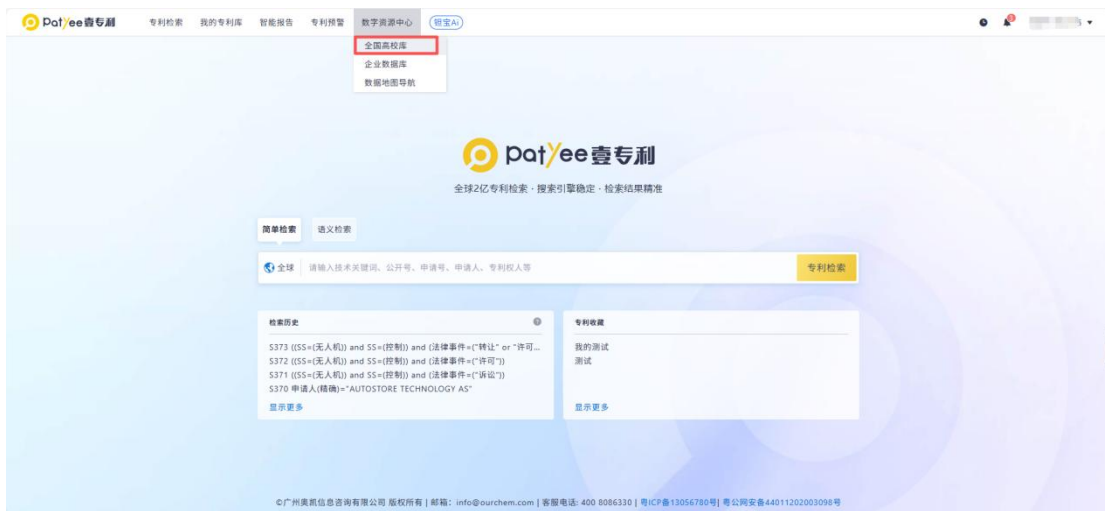 Patyee壹专利 专利检索 我的专利库 智能报告 专利预警 数字资源中心
全国高校库
企业数据库
数据地图导航
patyee壹专利
全球2亿专利检索·搜索引擎稳定·检索结果精准
简单检索 语义检索
全球 请输入技术关键词、公开号、申请号、申请人、专利权人等 专利检索
检索历史
S373 ((SS=(无人机)) and SS=(控制)) and (法律事件=("转让" or "许可...
S372 ((SS=(无人机)) and SS=(控制)) and (法律事件=("许可"))
S371 ((SS=(无人机)) and SS=(控制)) and (法律事件=("诉讼"))
S370 申请人(精确)="AUTOSTORE TECHNOLOGY AS"
显示更多
专利收藏
我的测试
测试
显示更多
©广州奥凯信息咨询有限公司 版权所有 | 邮箱：info@ourchem.com | 客服电话: 400 8086330 | 粤ICP备13056780号| 粤公网安备44011202003098号